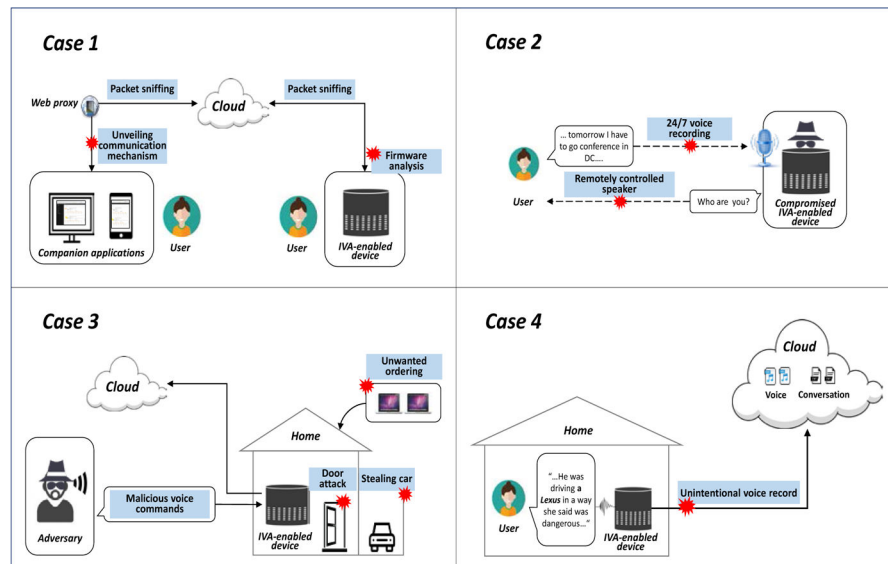 Case 1
Packet sniffing
Packet sniffing
Web proxy
Cloud
Unveiling
communication
mechanism
Firmware
analysis
Companion applications
User
User
IVA-enabled
device
Case 2
24/7 voice
recording
... tomorrow I have
to go conference in
DC....
Remotely controlled
speaker
User
Who are you?
Compromised
IVA-enabled
device
Case 3
Unwanted
ordering
Cloud
Home
Door
attack
Stealing car
Malicious voice
commands
Adversary
IVA-enabled
device
Case 4
Cloud
Voice
Conversation
Home
"...He was
driving a
Lexus in a way
she said was
dangerous..."
Unintentional voice record
User
IVA-enabled
device